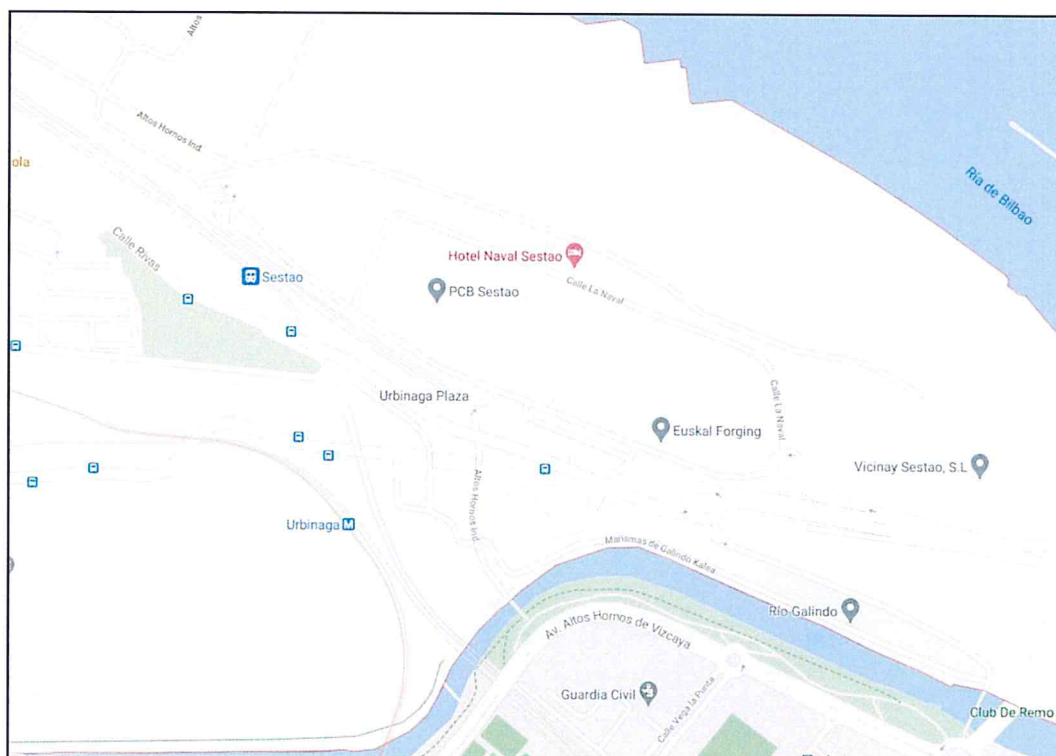 Altos
Altos Hornos Ind.
ola
Ría de Bilbao
Calle Rivas
Hotel Naval Sestao
Sestao
Calle La Naval
PCB Sestao
Urbinaga Plaza
Calle La Naval
Euskal Forging
Vicinay Sestao, S.L
Altos Hornos Ind.
Urbinaga
Marismas de Galindo Kalea
Río Galindo
Av. Altos Hornos de Vizcaya
Guardia Civil
Calle Vega la Punta
Club De Remo